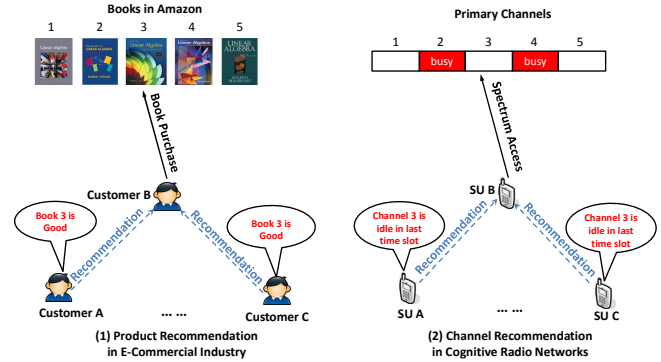 Books in Amazon
1 2 3 4 5
Linear Algebra
LINEAR ALGEBRA
Linear Algebra
Linear Algebra
LINEAR ALGEBRA
Book Purchase
Customer B
Recommendation
Recommendation
Book 3 is
Good
Book 3 is
Good
Customer A
... ...
Customer C
(1) Product Recommendation
in E-Commercial Industry
Primary Channels
1 2 3 4 5
busy busy
Spectrum Access
SU B
Recommendation
Recommendation
Channel 3 is
idle in last
time slot
Channel 3 is
idle in last
time slot
SU A
... ...
SU C
(2) Channel Recommendation
in Cognitive Radio Networks